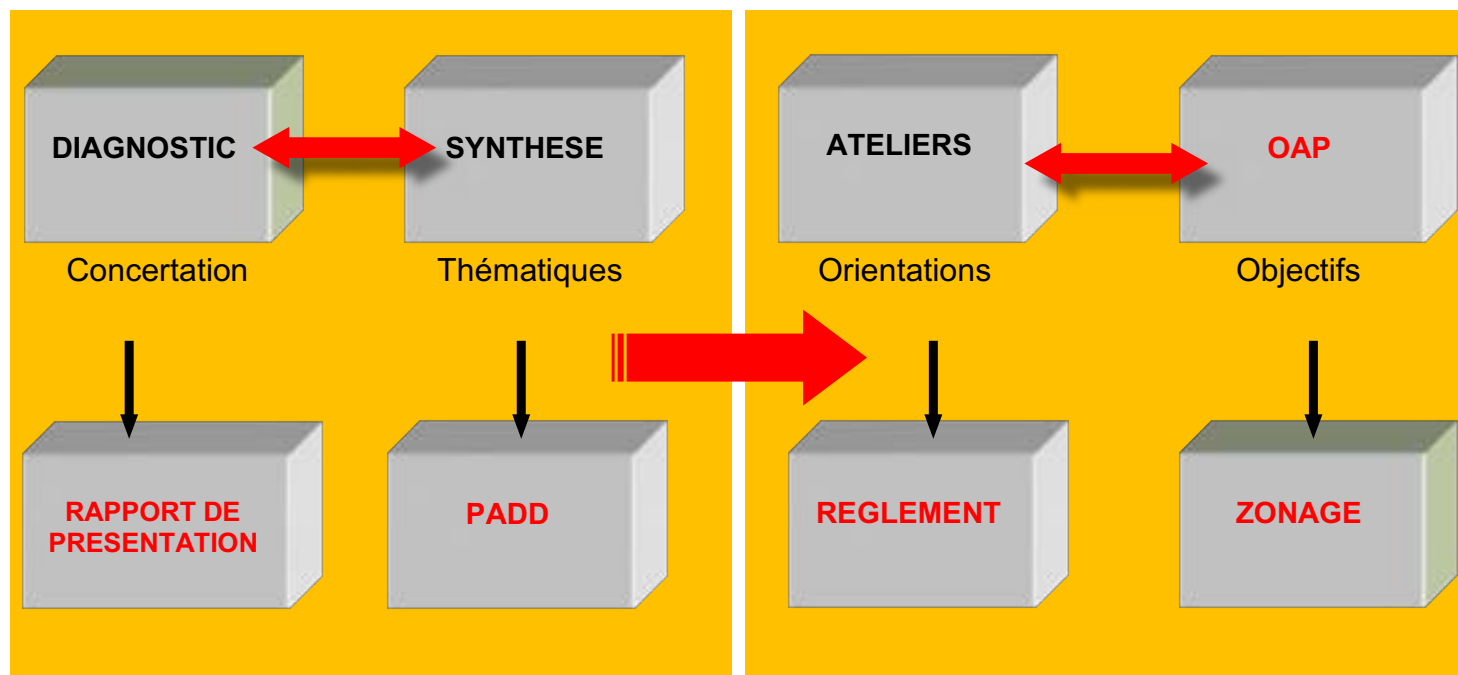 DIAGNOSTIC
SYNTHESE
Concertation
Thématiques
RAPPORT DE
PRESENTATION
PADD
ATELIERS
OAP
Orientations
Objectifs
REGLEMENT
ZONAGE